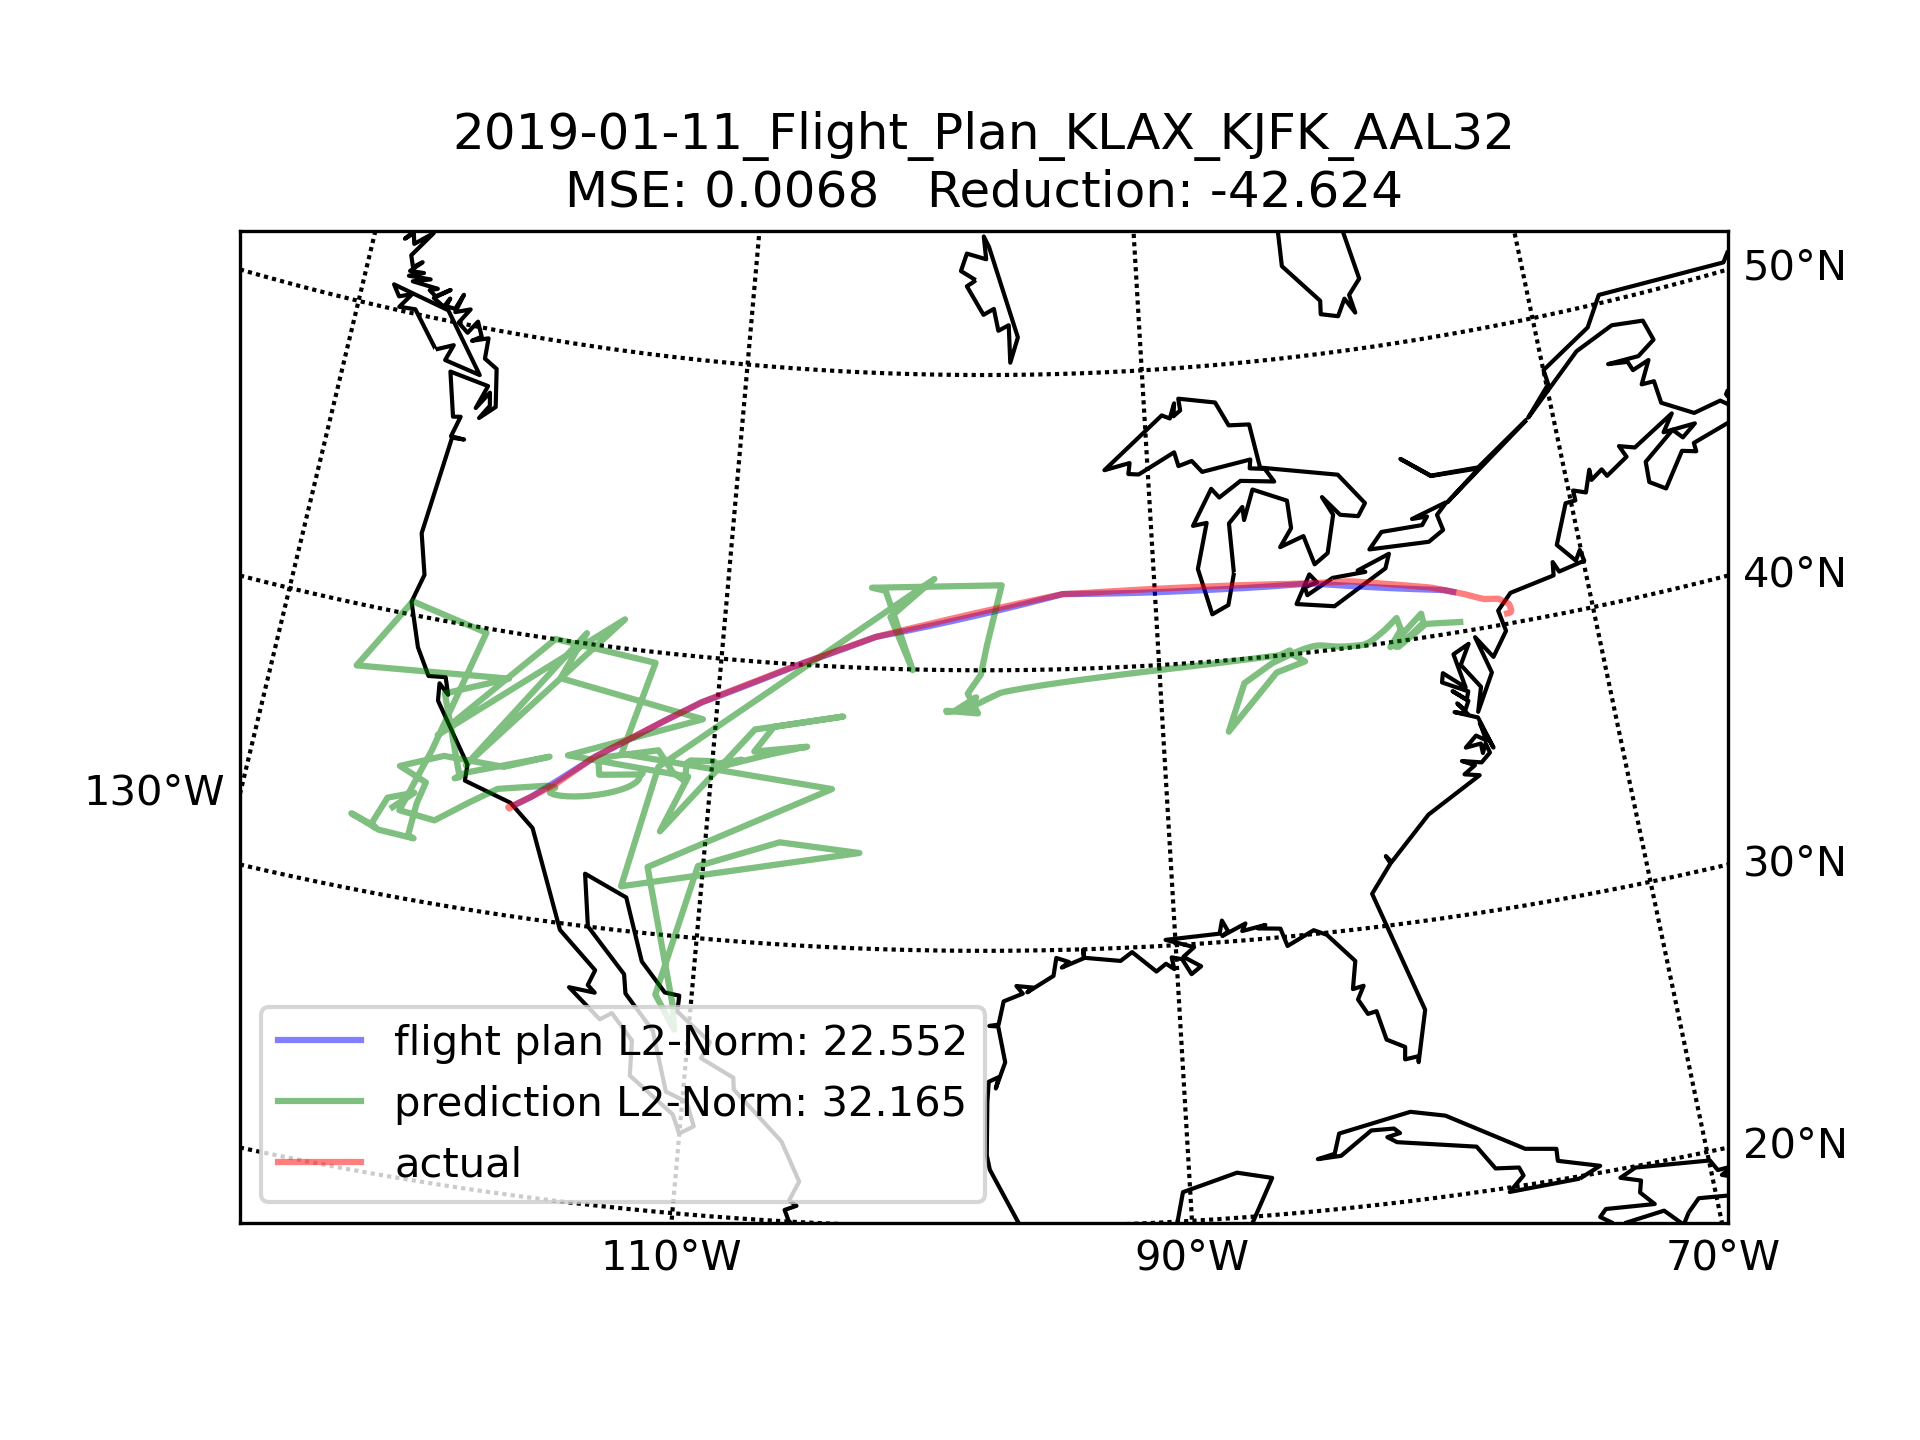 2019-01-11_Flight_Plan_KLAX_KJFK_AAL32
MSE: 0.0068   Reduction: -42.624
50°N
40°N
130°W
30°N
flight plan L2-Norm: 22.552
prediction L2-Norm: 32.165
20°N
actual
110°W
90°W
70°W